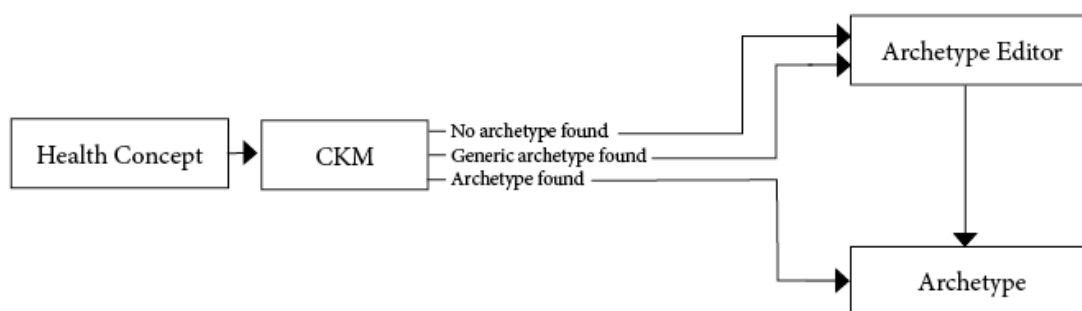 Archetype Editor
No archetype found
Health Concept
CKM
Generic archetype found
Archetype found
Archetype